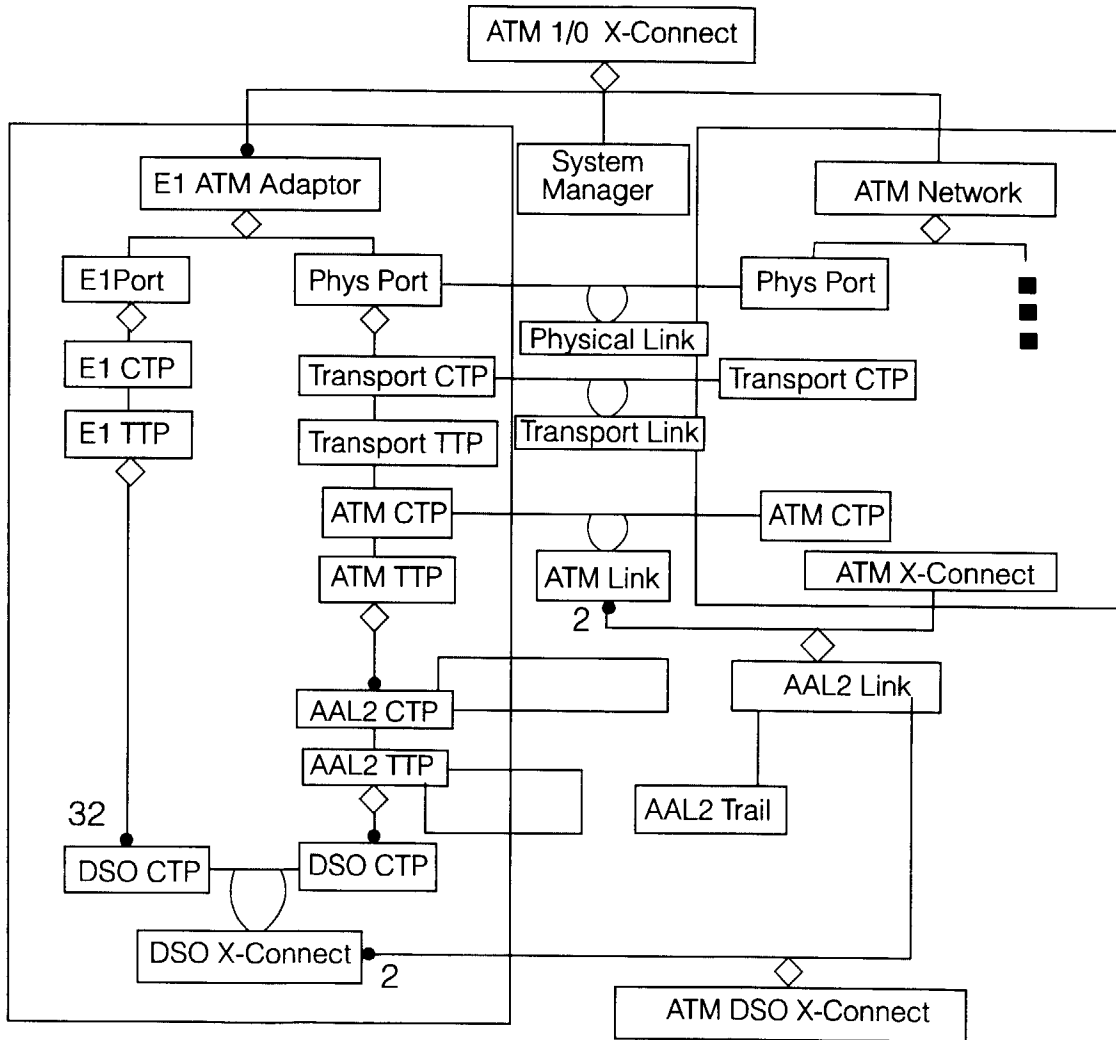 ATM 1/0 X-Connect
E1 ATM Adaptor
System
Manager
ATM Network
E1Port
Phys Port
Phys Port
Physical Link
E1 CTP
Transport CTP
Transport CTP
E1 TTP
Transport TTP
Transport Link
ATM CTP
ATM CTP
ATM TTP
ATM Link
ATM X-Connect
2
AAL2 CTP
AAL2 Link
AAL2 TTP
AAL2 Trail
32
DSO CTP
DSO CTP
DSO X-Connect
2
ATM DSO X-Connect